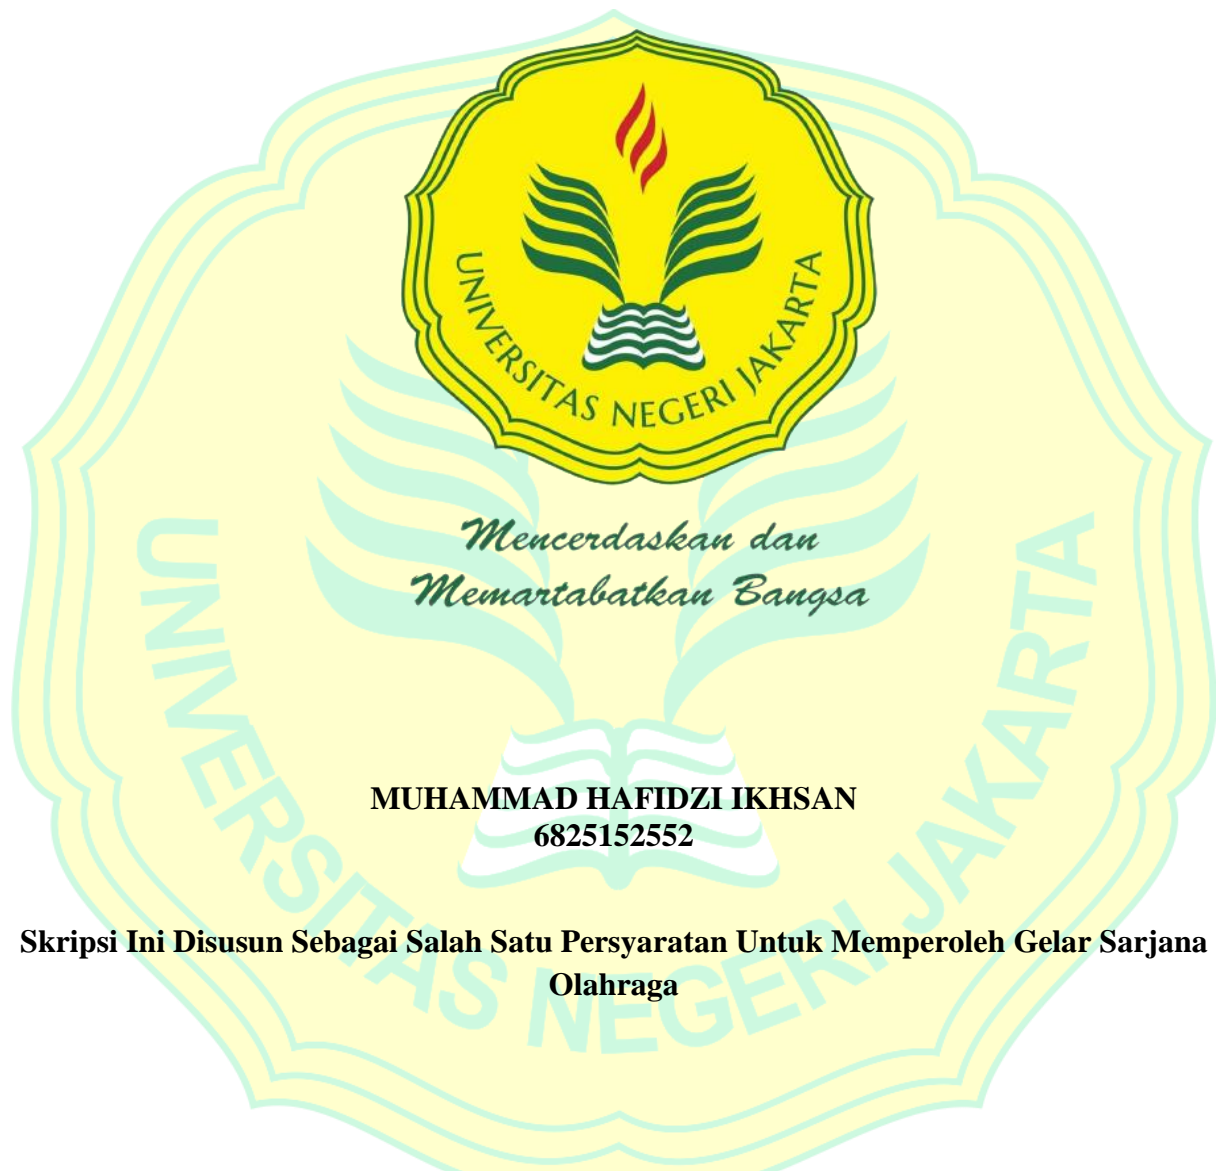 UNIVERSITAS NEGERI JAKARTA
Mencerdaskan dan
Memartabatkan Bangsa
UNIVERSITAS NEGERI JAKARTA
MUHAMMAD HAFIDZI IKHSAN
6825152552
Skripsi Ini Disusun Sebagai Salah Satu Persyaratan Untuk Memperoleh Gelar Sarjana
Olahraga